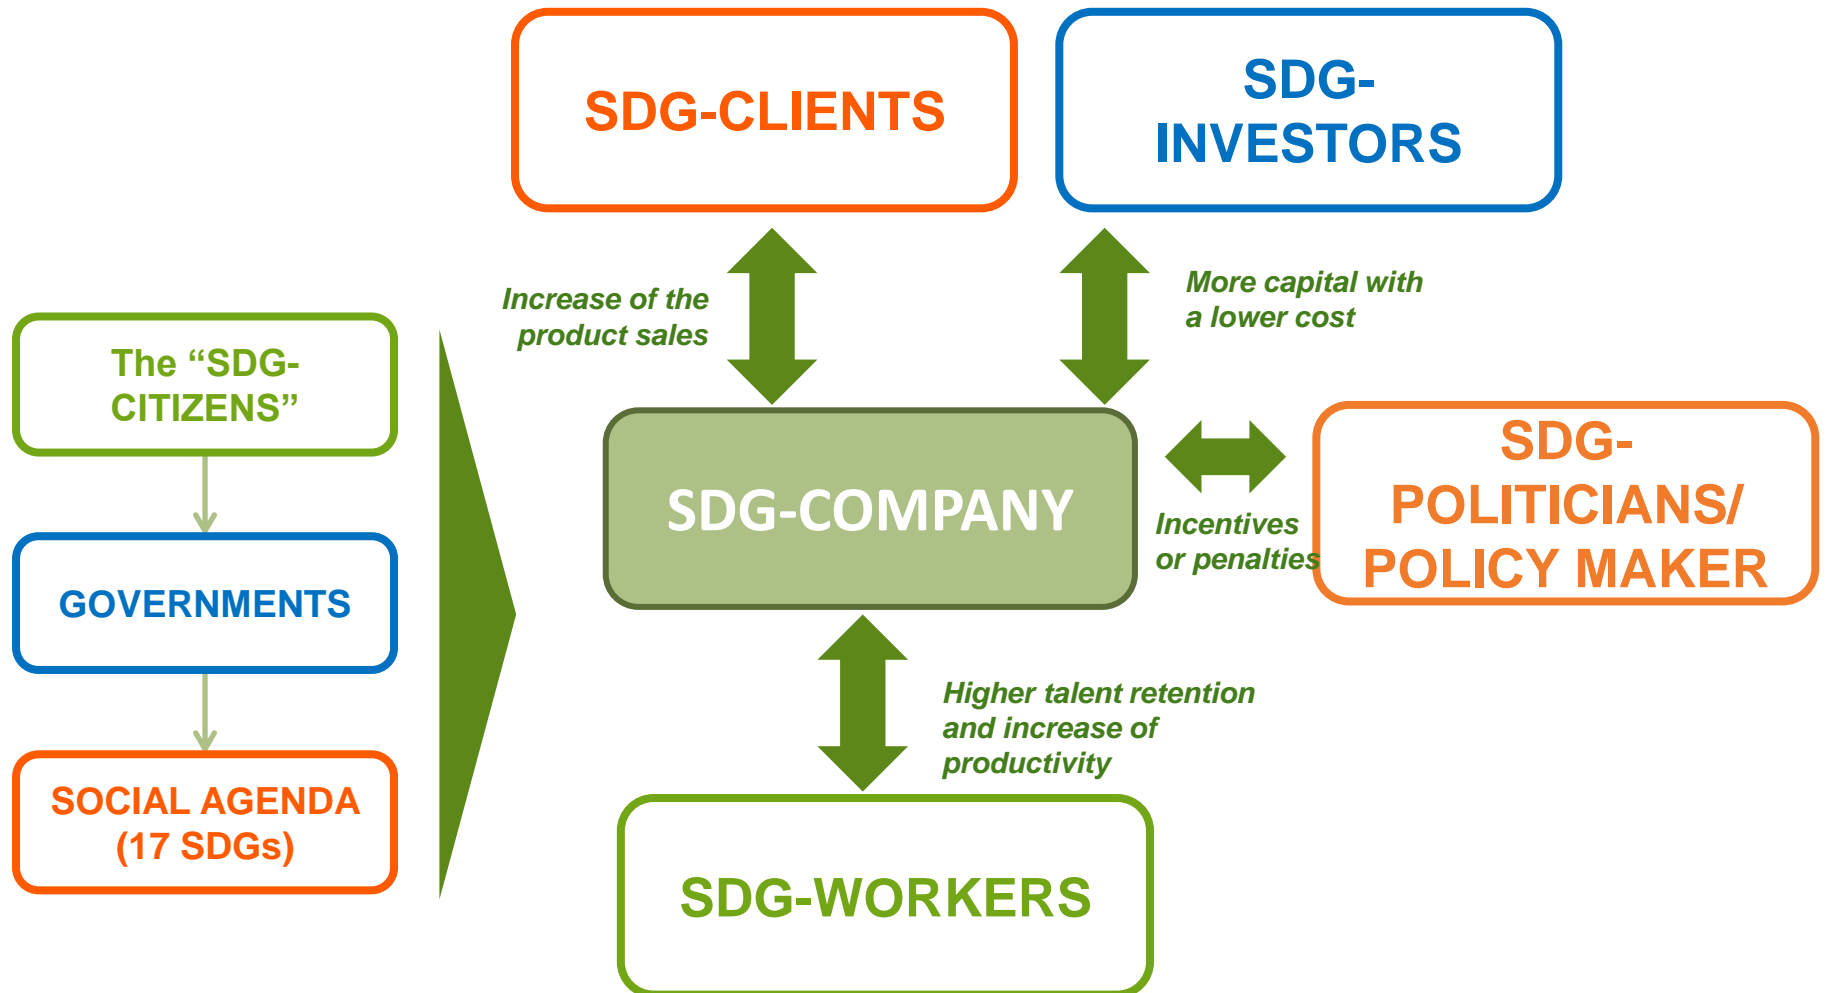 The “SDG-
CITIZENS”
GOVERNMENTS
SOCIAL AGENDA
(17 SDGs)
SDG-CLIENTS
SDG-
INVESTORS
Increase of the
product sales
More capital with
a lower cost
SDG-COMPANY
Incentives
or penalties
SDG-
POLITICIANS/
POLICY MAKER
Higher talent retention
and increase of
productivity
SDG-WORKERS